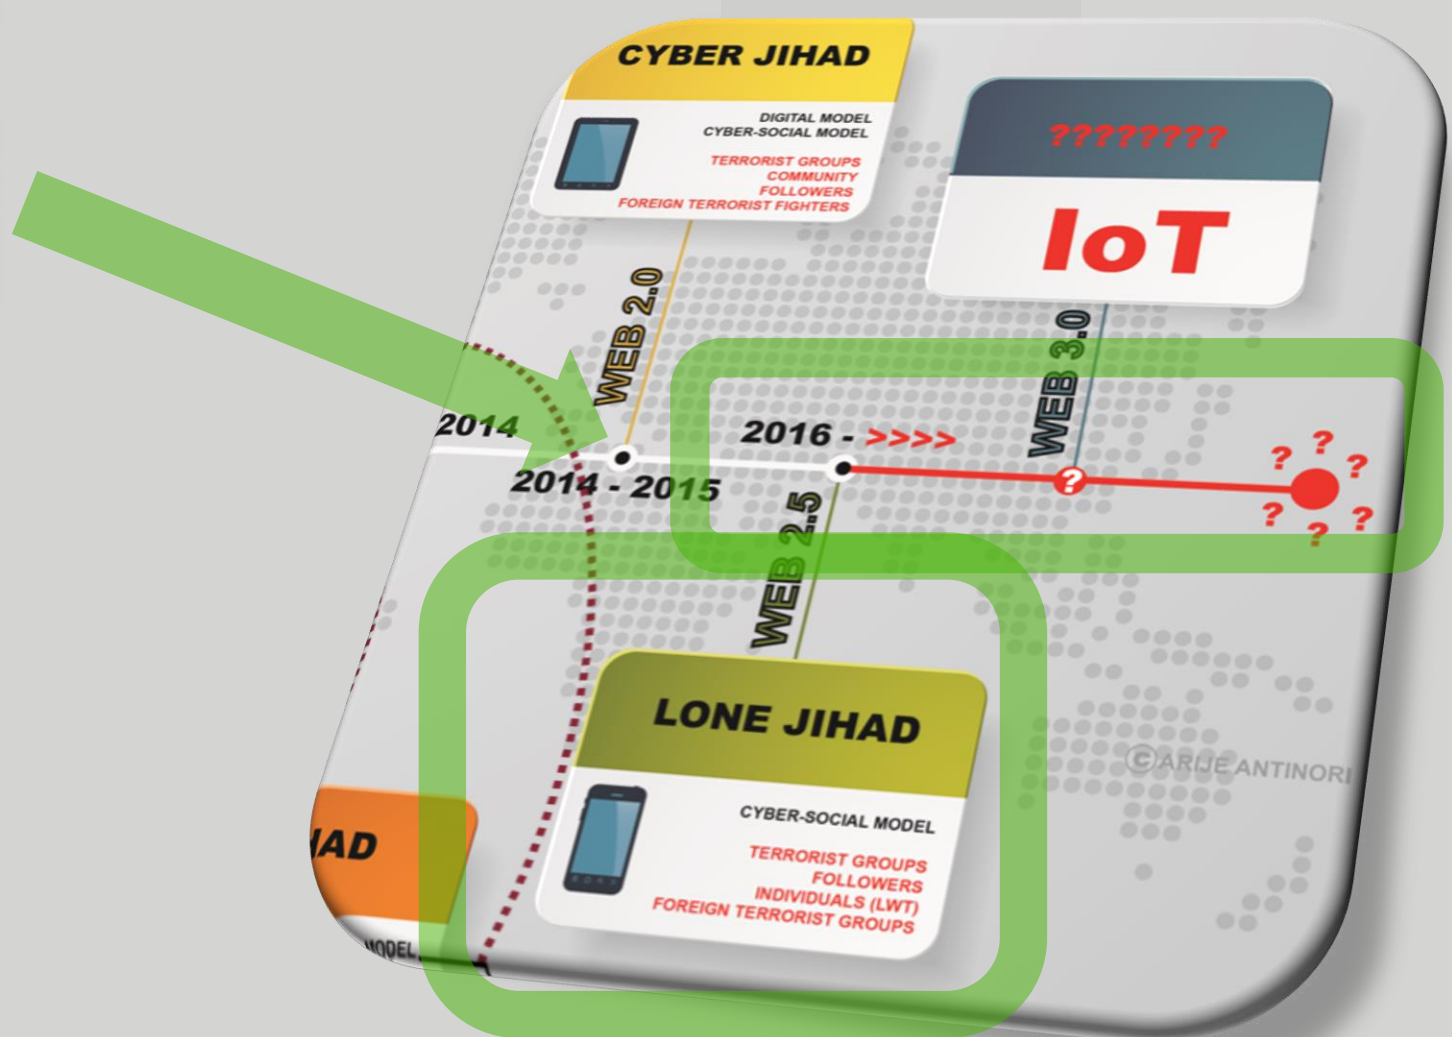 CYBER JIHAD
DIGITAL MODEL
CYBER-SOCIAL MODEL
TERRORIST GROUPS
COMMUNITY
FOLLOWERS
FOREIGN TERRORIST FIGHTERS
????????
IoT
WEB 2.0
WEB 3.0
2014
2014 - 2015
2016 - >>>>
?
? ? ? ? ? ?
WEB 2.5
LONE JIHAD
CYBER-SOCIAL MODEL
TERRORIST GROUPS
FOLLOWERS
INDIVIDUALS (LWT)
FOREIGN TERRORIST GROUPS
©ARIJE ANTINORI
HAD
MODEL